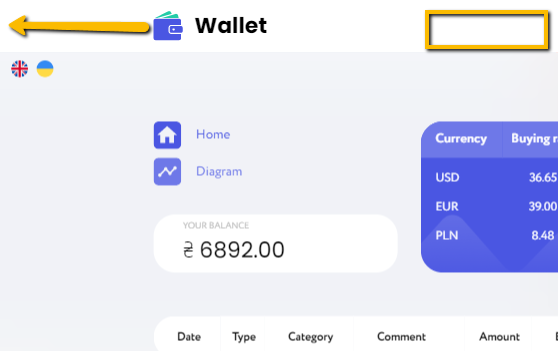 Wallet
Home
Diagram
YOUR BALANCE
₴ 6892.00
Currency Buying
USD 36.65
EUR 39.00
PLN 8.48
Date Type Category Comment Amount